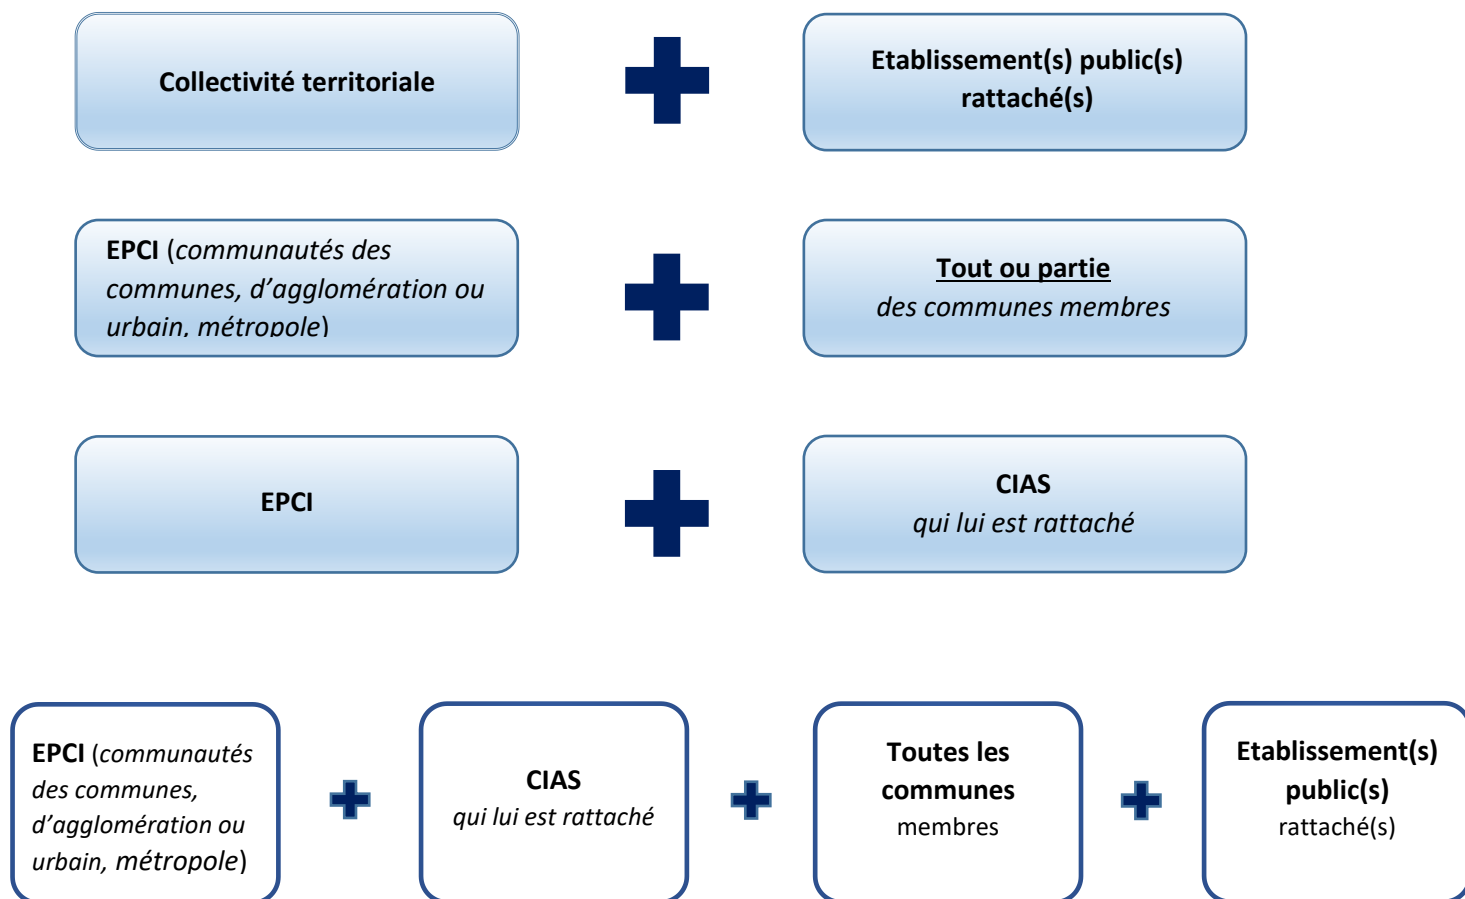 Collectivité territoriale
Etablissement(s) public(s)
rattaché(s)
EPCI (communautés des
communes, d’agglomération ou
urbain, métropole)
Tout ou partie
des communes membres
EPCI
CIAS
qui lui est rattaché
EPCI (communautés
des communes,
d’agglomération ou
urbain, métropole)
CIAS
qui lui est rattaché
Toutes les
communes
membres
Etablissement(s)
public(s)
rattaché(s)